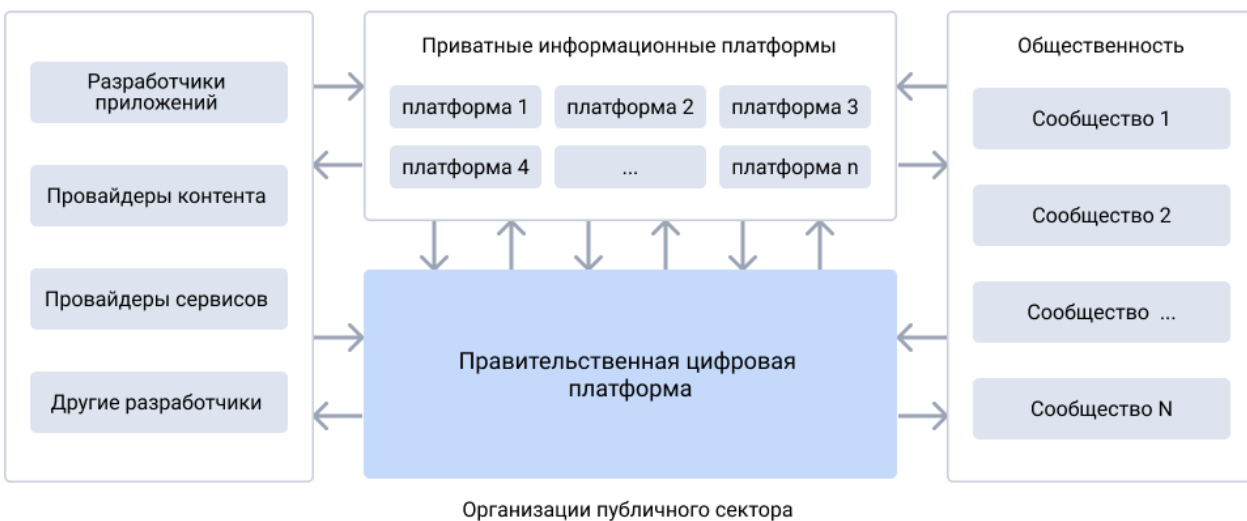 Разработчики
приложений
Провайдеры контента
Провайдеры сервисов
Другие разработчики
Приватные информационные платформы
платформа 1
платформа 2
платформа 3
платформа 4
...
платформа n
Правительственная цифровая
платформа
Организации публичного сектора
Общественность
Сообщество 1
Сообщество 2
Сообщество ...
Сообщество N